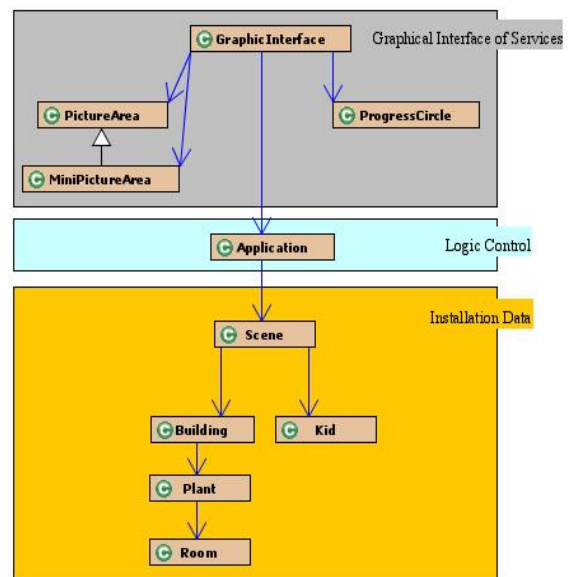 GraphicInterface
Graphical Interface of Services
PictureArea
ProgressCircle
MiniPictureArea
Application
Logic Control
Installation Data
Scene
Building
Kid
Plant
Room